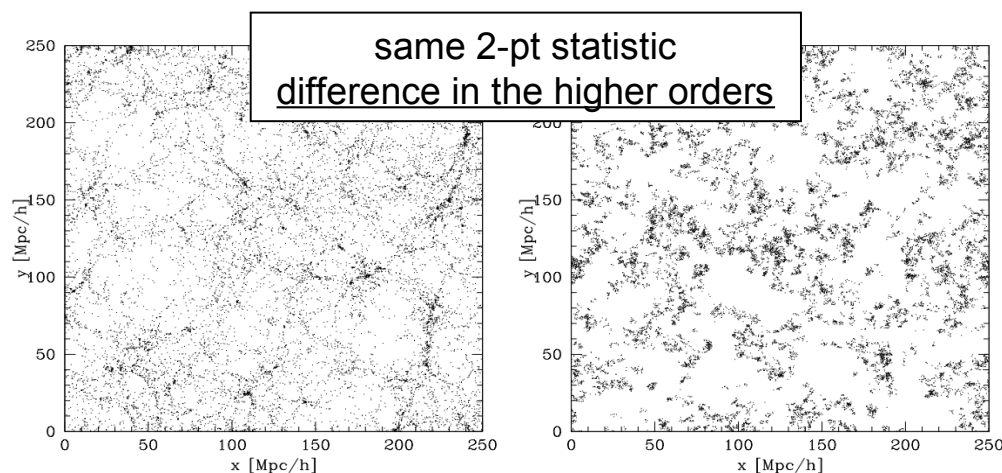 same 2-pt statistic
difference in the higher orders
250
200
150
100
50
0
y [Mpc/h]
0 50 100 150 200 250
x [Mpc/h]
250
200
150
100
50
0
y [Mpc/h]
0 50 100 150 200 250
x [Mpc/h]